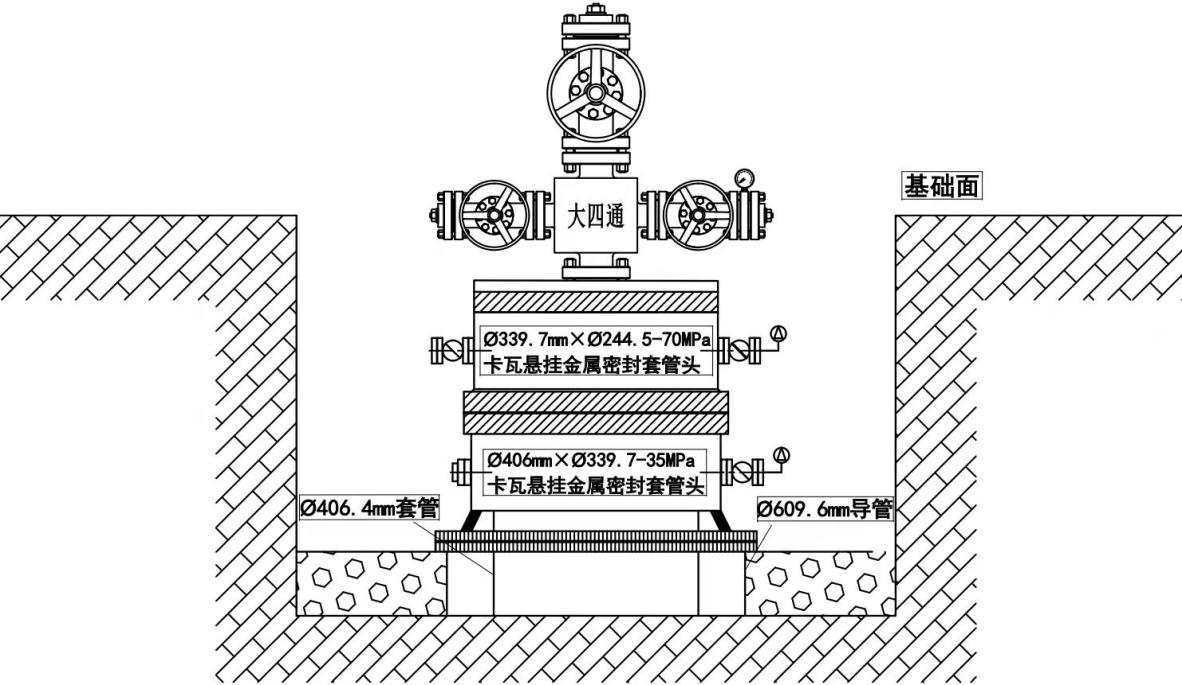 基础面
大四通
Ø339.7mm×Ø244.5-70MPa
卡瓦悬挂金属密封套管头
Ø406mm×Ø339.7-35MPa
卡瓦悬挂金属密封套管头
Ø406.4mm套管
Ø609.6mm导管